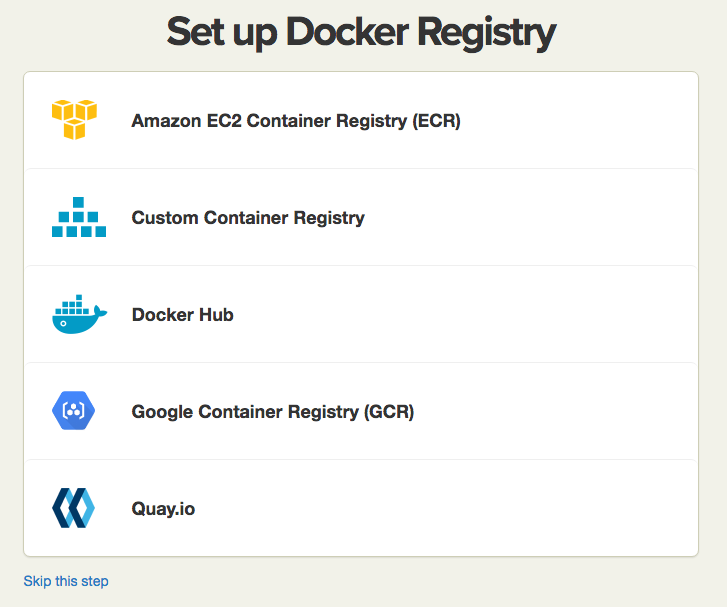 Set up Docker Registry
Amazon EC2 Container Registry (ECR)
Custom Container Registry
Docker Hub
Google Container Registry (GCR)
Quay.io
Skip this step